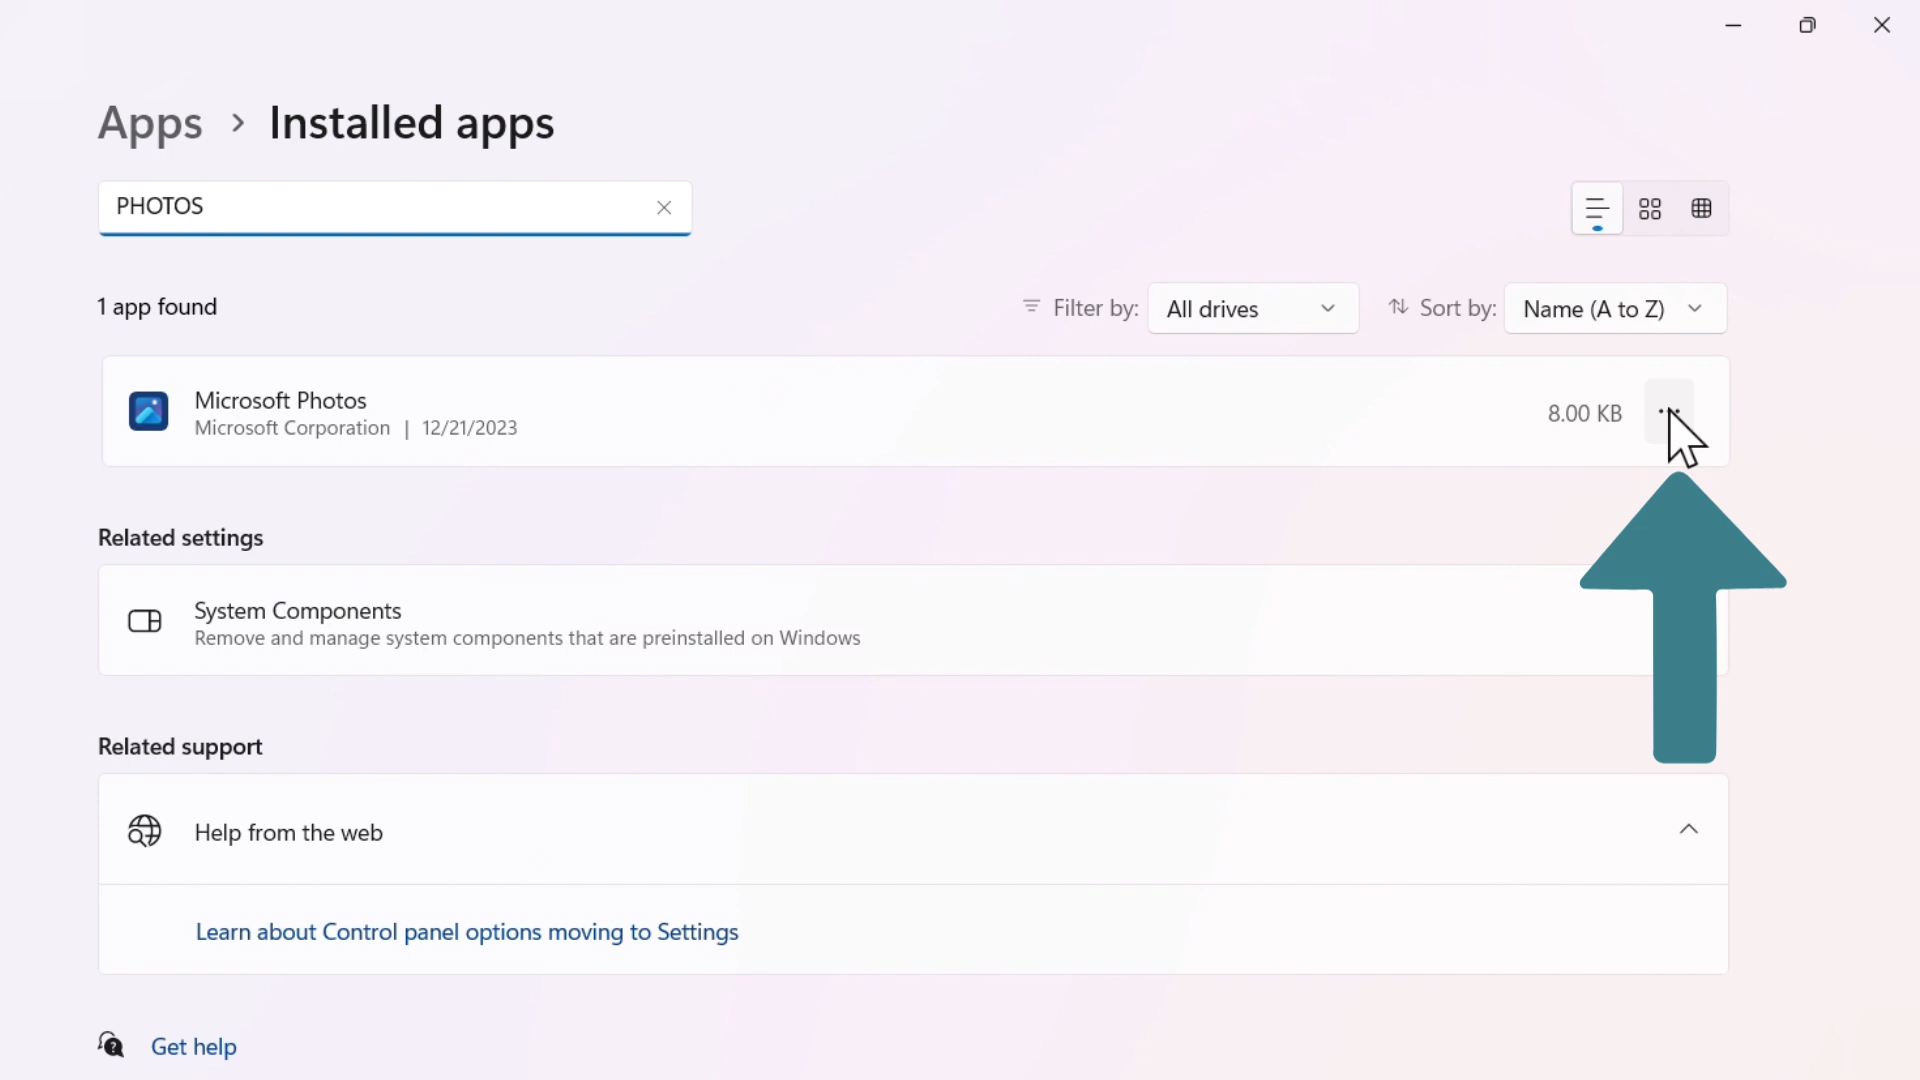 Apps > Installed apps
PHOTOS
1 app found
Filter by: All drives
Sort by: Name (A to Z)
Microsoft Photos
Microsoft Corporation | 12/21/2023
8.00 KB
Related settings
System Components
Remove and manage system components that are preinstalled on Windows
Related support
Help from the web
Learn about Control panel options moving to Settings
Get help